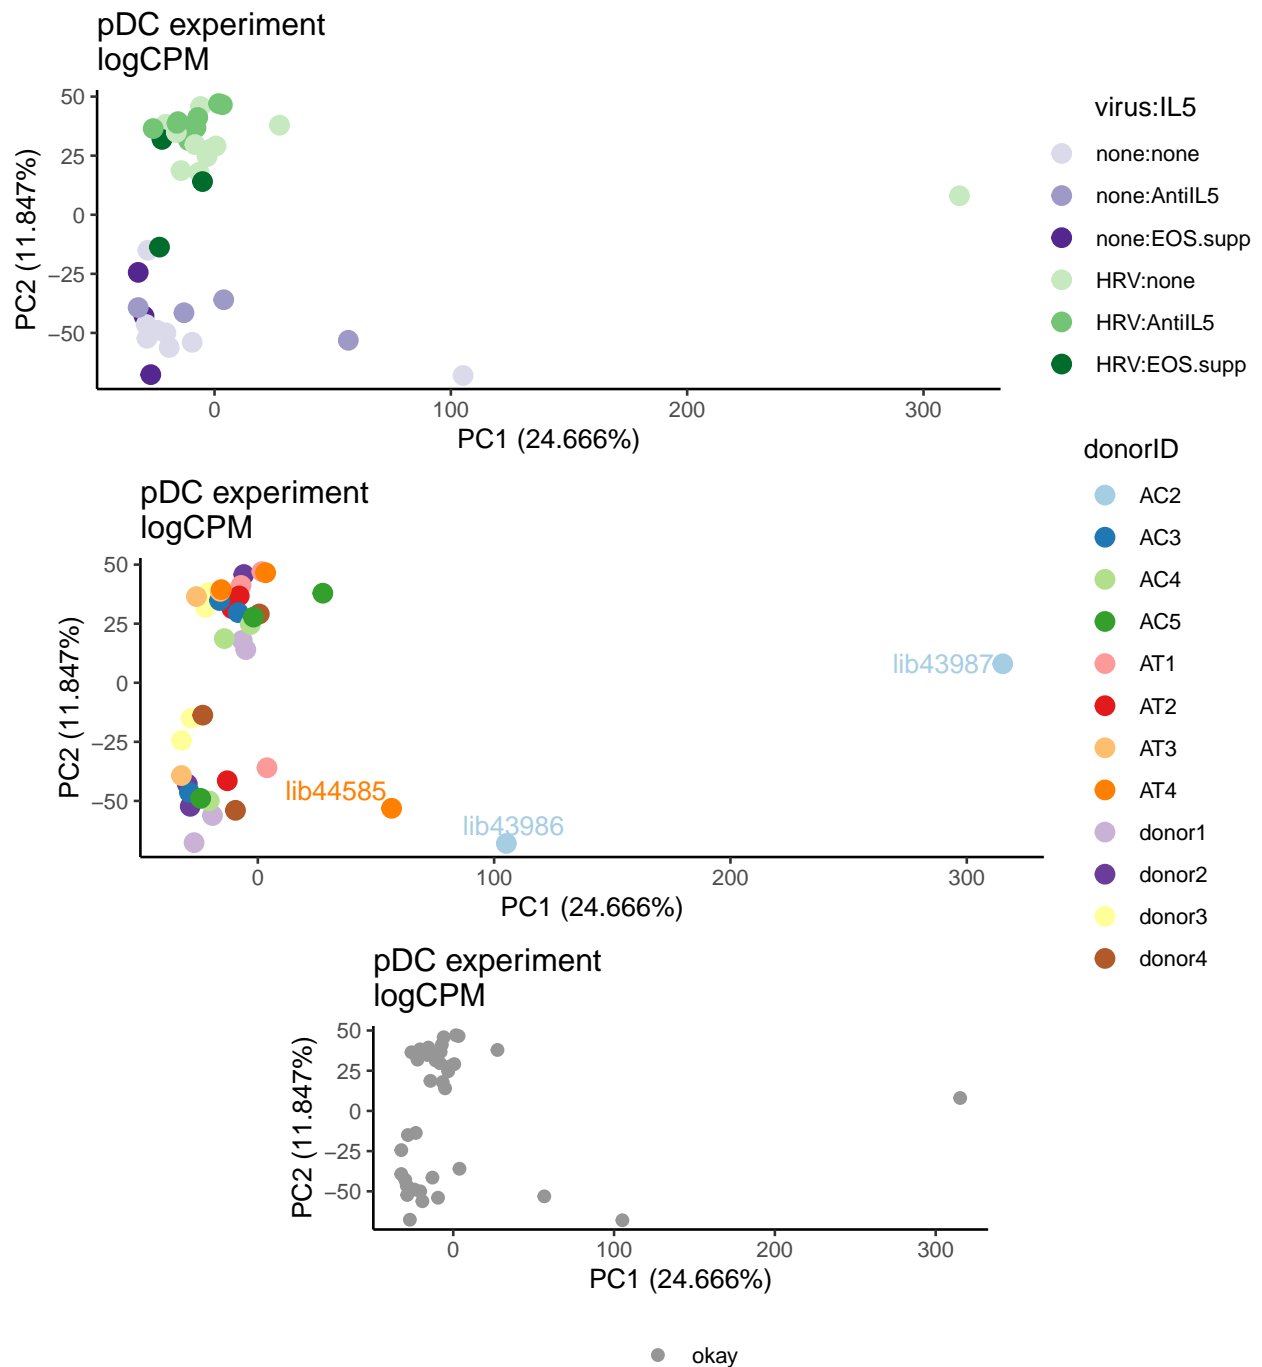 pDC experiment
logCPM
50
25
0
−25
−50
PC2 (11.847%)
0 100 200 300
PC1 (24.666%)
virus:IL5
none:none
none:AntiIL5
none:EOS.supp
HRV:none
HRV:AntiIL5
HRV:EOS.supp
pDC experiment
logCPM
50
25
0
−25
−50
PC2 (11.847%)
lib43987
lib44585
lib43986
0 100 200 300
PC1 (24.666%)
donorID
AC2
AC3
AC4
AC5
AT1
AT2
AT3
AT4
donor1
donor2
donor3
donor4
pDC experiment
logCPM
50
25
0
−25
−50
PC2 (11.847%)
0 100 200 300
PC1 (24.666%)
okay